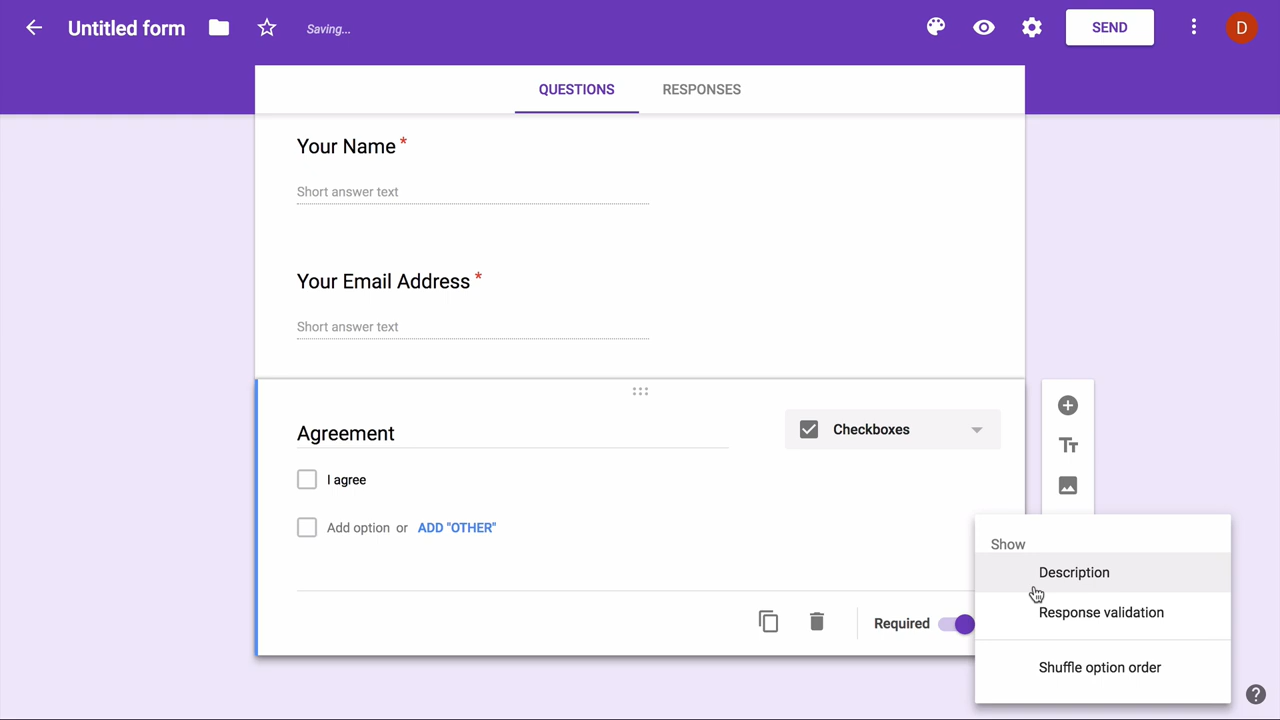 Untitled form
Saving...
SEND
D
QUESTIONS
RESPONSES
Your Name *
Short answer text
Your Email Address *
Short answer text
Agreement
Checkboxes
I agree
Add option or ADD "OTHER"
Required
Show
Description
Response validation
Shuffle option order